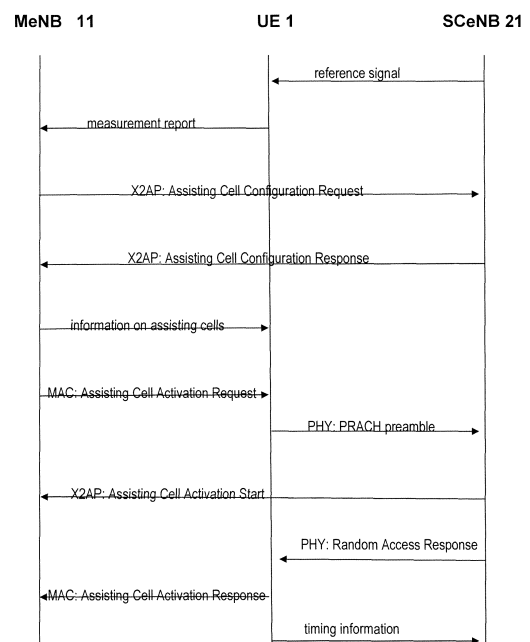 MeNB 11 UE 1 SCeNB 21
reference signal
measurement report
X2AP: Assisting Cell Configuration Request
X2AP: Assisting Cell Configuration Response
information on assisting cells
MAC: Assisting Cell Activation Request
PHY: PRACH preamble
X2AP: Assisting Cell Activation Start
PHY: Random Access Response
MAC: Assisting Cell Activation Response
timing information